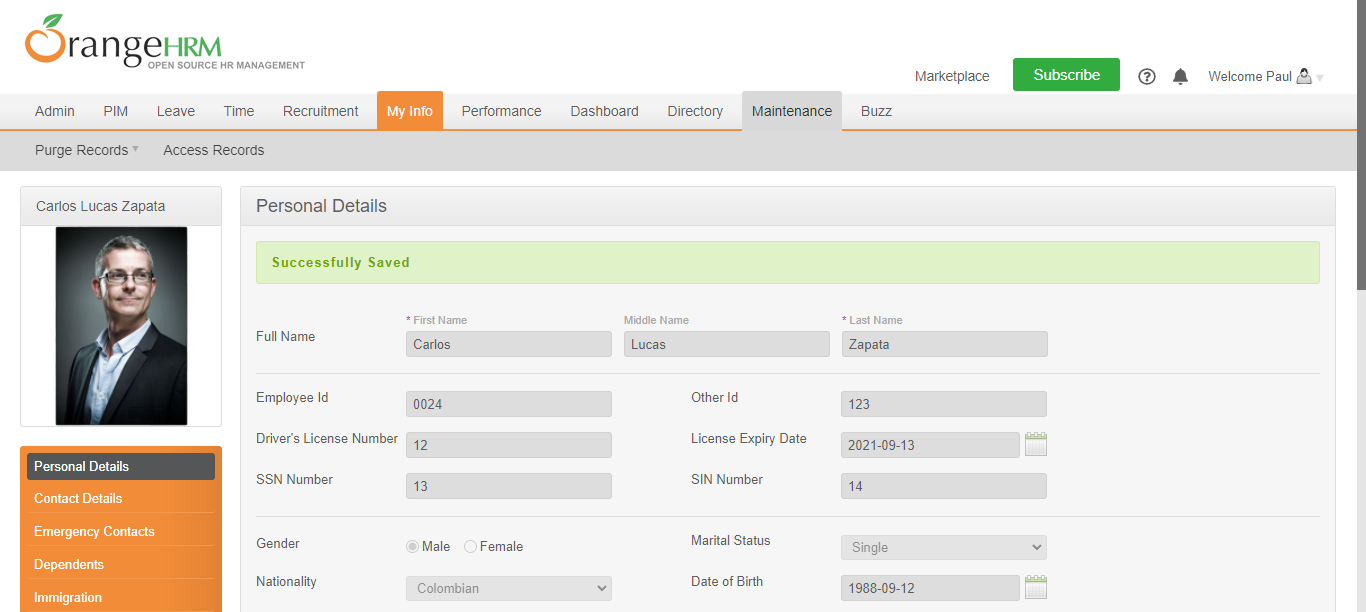 OrangeHRM
OPEN SOURCE HR MANAGEMENT
Marketplace Subscribe ? Welcome Paul
Admin PIM Leave Time Recruitment My Info Performance Dashboard Directory Maintenance Buzz
Purge Records Access Records
Carlos Lucas Zapata
Personal Details
Contact Details
Emergency Contacts
Dependents
Immigration
Personal Details
Successfully Saved
* First Name Middle Name * Last Name
Full Name Carlos Lucas Zapata
Employee Id 0024 Other Id 123
Driver's License Number 12 License Expiry Date 2021-09-13
SSN Number 13 SIN Number 14
Gender Male Female Marital Status Single
Nationality Colombian Date of Birth 1988-09-12